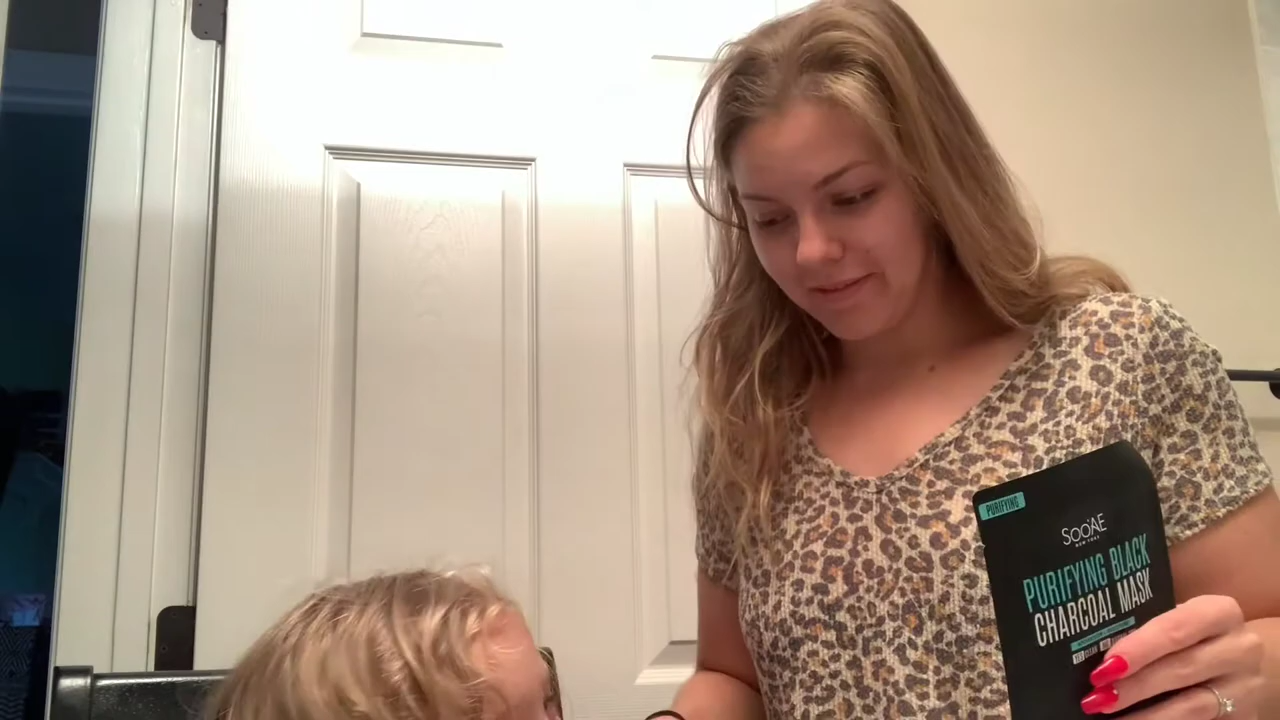 PURIFYING
SOO'AE
NEW YORK
PURIFYING BLACK
CHARCOAL MASK